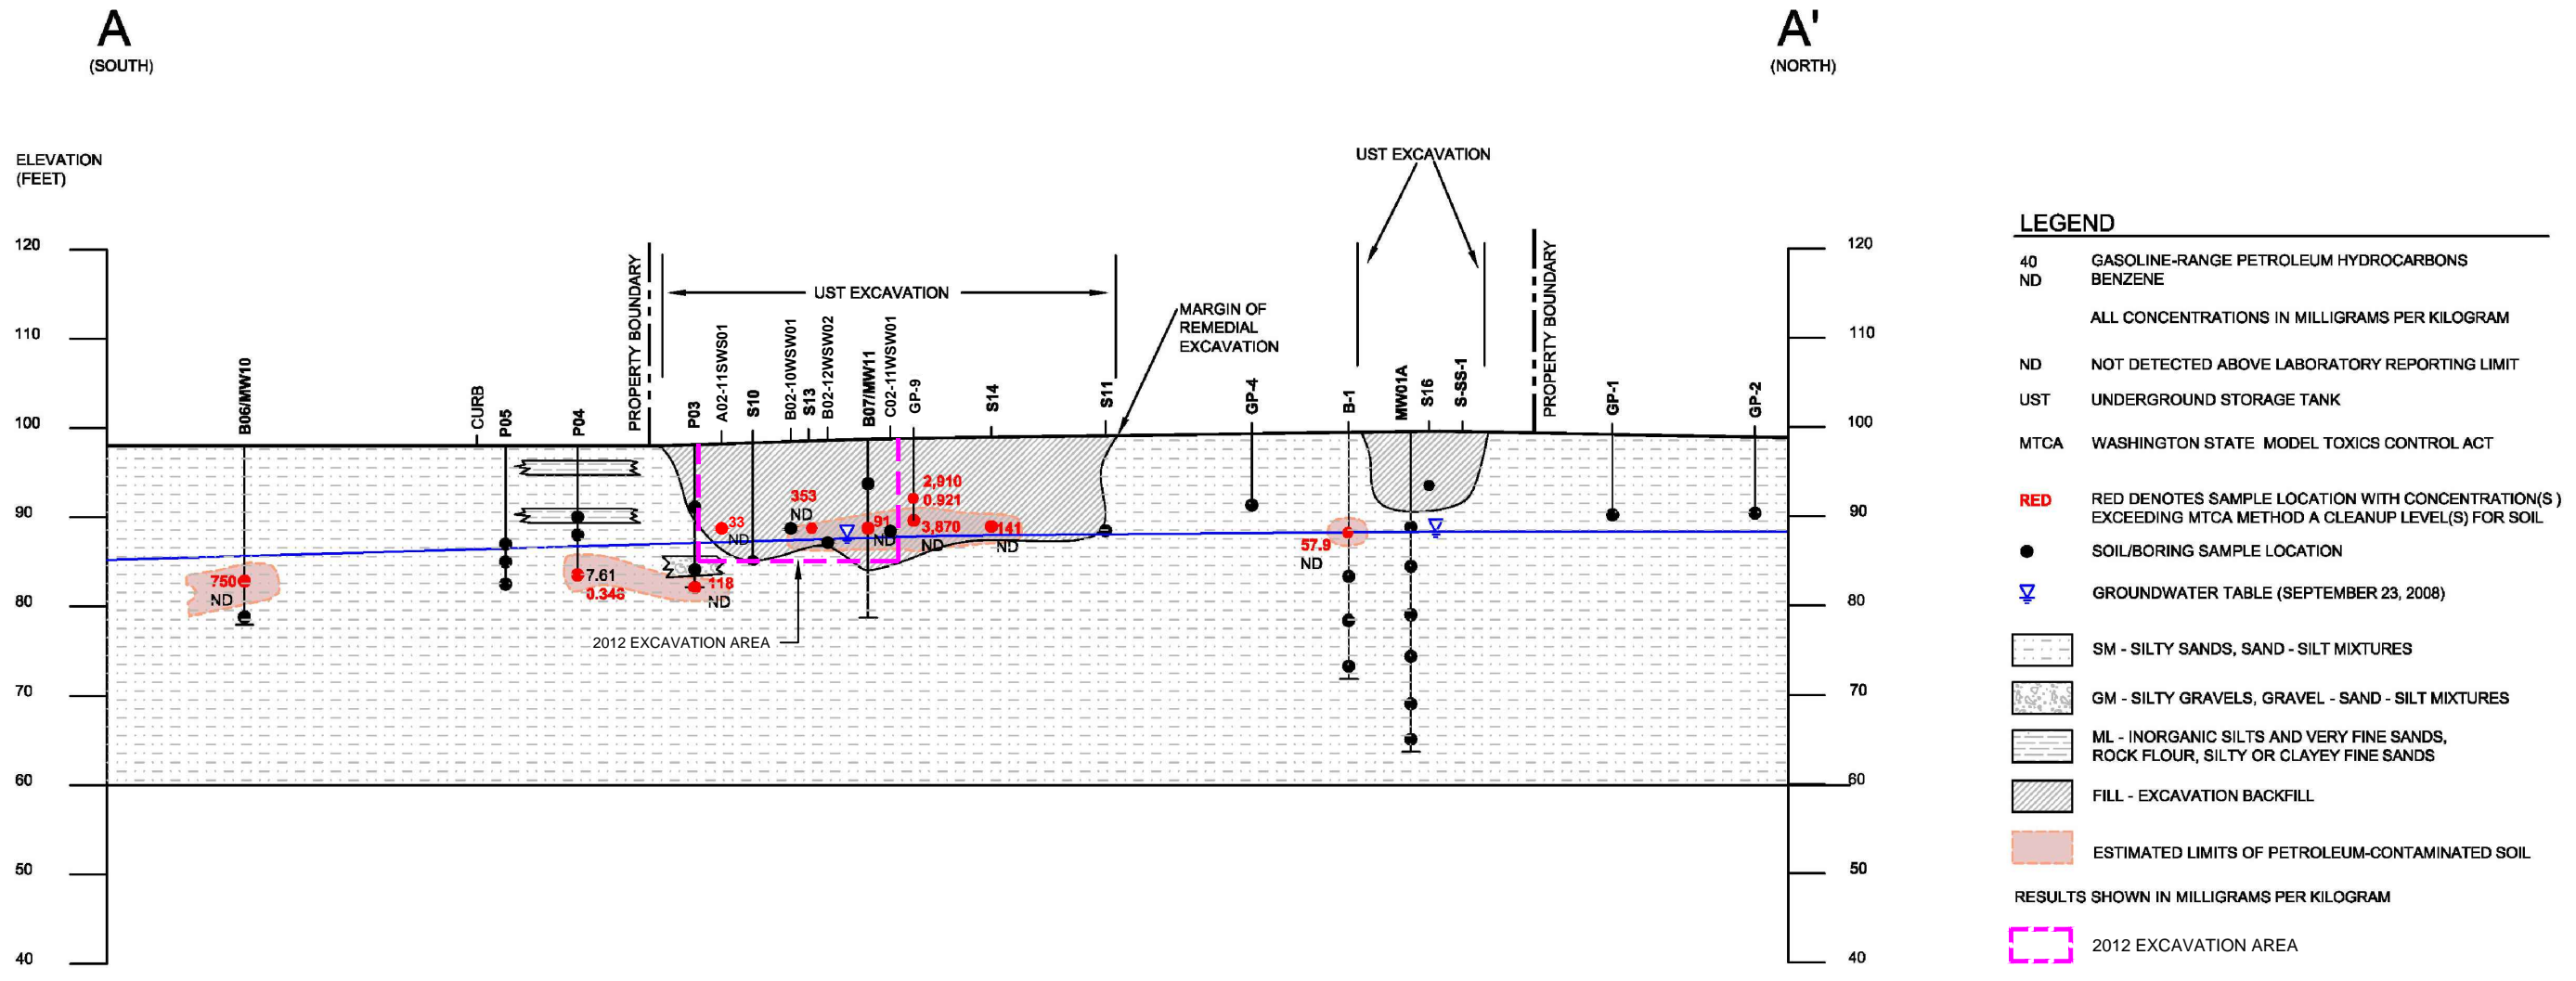 A
(SOUTH)
A'
(NORTH)
ELEVATION
(FEET)
UST EXCAVATION
120
110
100
90
80
70
60
50
40
120
110
100
90
80
70
60
50
40
B06/MW10
CURB
P05
P04
PROPERTY BOUNDARY
P03
A02-11SWS01
S10
B02-10WSW01
S13
B02-12WSW02
B07/MW11
C02-11WSW01
GP-9
S14
S11
GP-4
B-1
MW01A
S16
S-SS-1
PROPERTY BOUNDARY
GP-1
GP-2
UST EXCAVATION
MARGIN OF
REMEDIAL
EXCAVATION
750
ND
7.61
0.346
118
ND
33
ND
353
ND
91
ND
2,910
0.921
3,870
ND
141
ND
57.9
ND
2012 EXCAVATION AREA
LEGEND
40 GASOLINE-RANGE PETROLEUM HYDROCARBONS
ND BENZENE
ALL CONCENTRATIONS IN MILLIGRAMS PER KILOGRAM
ND NOT DETECTED ABOVE LABORATORY REPORTING LIMIT
UST UNDERGROUND STORAGE TANK
MTCA WASHINGTON STATE MODEL TOXICS CONTROL ACT
RED RED DENOTES SAMPLE LOCATION WITH CONCENTRATION(S )
EXCEEDING MTCA METHOD A CLEANUP LEVEL(S) FOR SOIL
SOIL/BORING SAMPLE LOCATION
GROUNDWATER TABLE (SEPTEMBER 23, 2008)
SM - SILTY SANDS, SAND - SILT MIXTURES
GM - SILTY GRAVELS, GRAVEL - SAND - SILT MIXTURES
ML - INORGANIC SILTS AND VERY FINE SANDS,
ROCK FLOUR, SILTY OR CLAYEY FINE SANDS
FILL - EXCAVATION BACKFILL
ESTIMATED LIMITS OF PETROLEUM-CONTAMINATED SOIL
RESULTS SHOWN IN MILLIGRAMS PER KILOGRAM
2012 EXCAVATION AREA